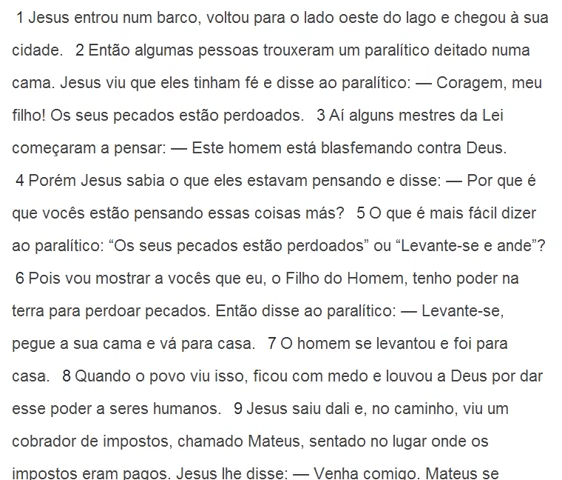 1 Jesus entrou num barco, voltou para o lado oeste do lago e chegou à sua
cidade. 2 Então algumas pessoas trouxeram um paralítico deitado numa
cama. Jesus viu que eles tinham fé e disse ao paralítico: — Coragem, meu
filho! Os seus pecados estão perdoados. 3 Aí alguns mestres da Lei
começaram a pensar: — Este homem está blasfemando contra Deus.
4 Porém Jesus sabia o que eles estavam pensando e disse: — Por que é
que vocês estão pensando essas coisas más? 5 O que é mais fácil dizer
ao paralítico: “Os seus pecados estão perdoados” ou “Levante-se e ande”?
6 Pois vou mostrar a vocês que eu, o Filho do Homem, tenho poder na
terra para perdoar pecados. Então disse ao paralítico: — Levante-se,
pegue a sua cama e vá para casa. 7 O homem se levantou e foi para
casa. 8 Quando o povo viu isso, ficou com medo e louvou a Deus por dar
esse poder a seres humanos. 9 Jesus saiu dali e, no caminho, viu um
cobrador de impostos, chamado Mateus, sentado no lugar onde os
impostos eram pagos. Jesus lhe disse: — Venha comigo. Mateus se